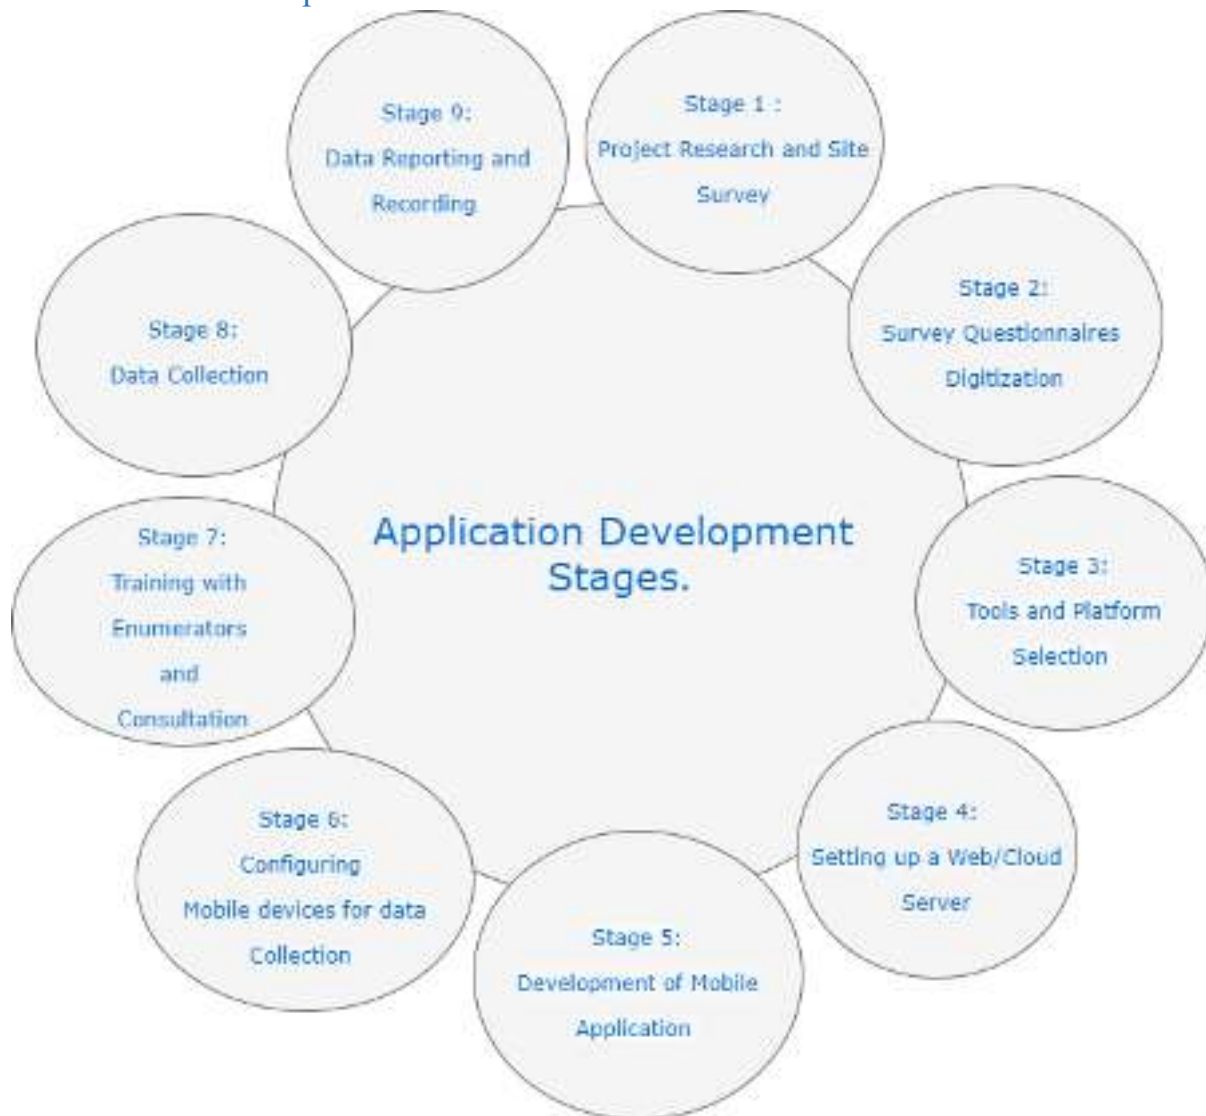 Stage 1 :
Project Research and Site
Survey
Stage 2:
Survey Questionnaires
Digitization
Stage 3:
Tools and Platform
Selection
Stage 4:
Setting up a Web/Cloud
Server
Stage 5:
Development of Mobile
Application
Stage 6:
Configuring
Mobile devices for data
Collection
Stage 7:
Training with
Enumerators
and
Consultation
Stage 8:
Data Collection
Stage 9:
Data Reporting and
Recording
Application Development
Stages.